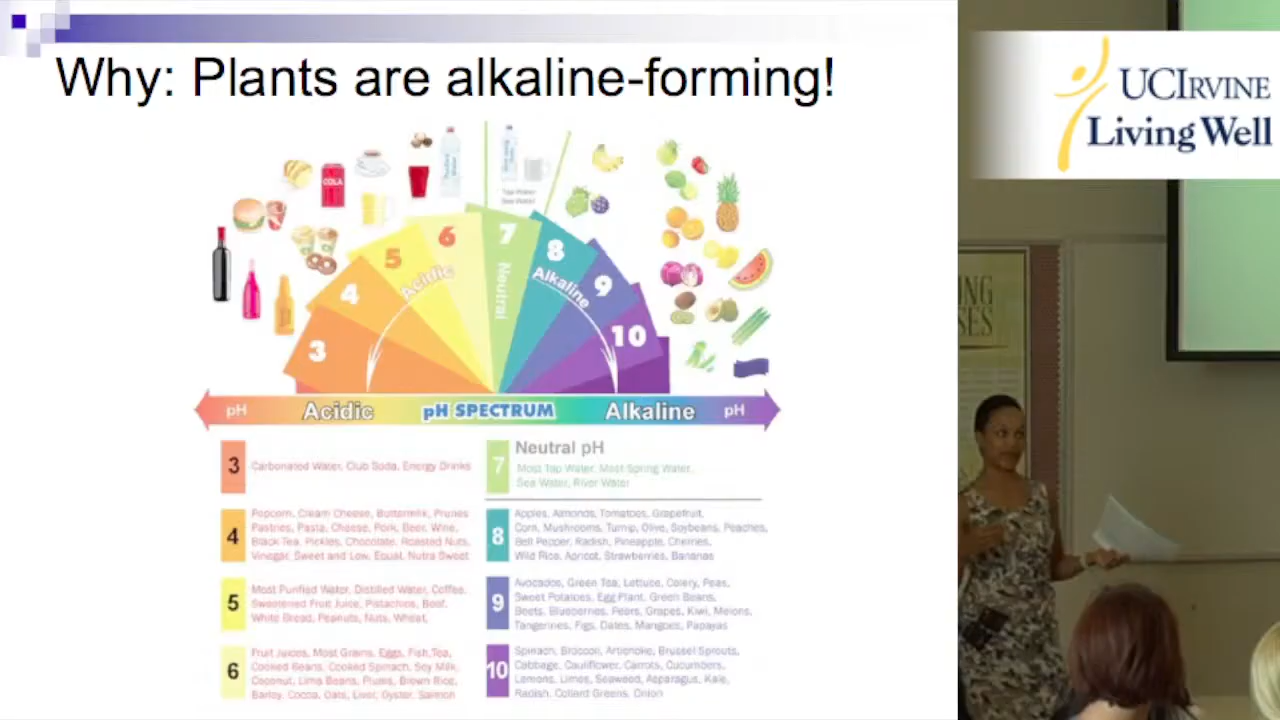 Why: Plants are alkaline-forming!
UCIRVINE
Living Well
COLA
Tap Water
Sea Water
3
4
5
6
7
8
9
10
Acidic
Neutral
Alkaline
pH
Acidic
pH SPECTRUM
Alkaline
pH
3
Carbonated Water, Club Soda, Energy Drinks
4
Popcorn, Cream Cheese, Buttermilk, Prunes
Pastries, Pasta, Cheese, Pork, Beer, Wine,
Black Tea, Pickles, Chocolate, Roasted Nuts,
Vinegar, Sweet and Low, Equal, Nutra Sweet
5
Most Purified Water, Distilled Water, Coffee,
Sweetened Fruit Juice, Pistachios, Beef,
White Bread, Peanuts, Nuts, Wheat,
6
Fruit Juices, Most Grains, Eggs, Fish, Tea,
Cooked Beans, Cooked Spinach, Soy Milk,
Coconut, Lima Beans, Plums, Brown Rice,
Barley, Cocoa, Oats, Liver, Oyster, Salmon
7
Neutral pH
Most Tap Water, Most Spring Water,
Sea Water, River Water
8
Apples, Almonds, Tomatoes, Grapefruit,
Corn, Mushrooms, Turnip, Olive, Soybeans, Peaches,
Bell Pepper, Radish, Pineapple, Cherries,
Wild Rice, Apricot, Strawberries, Bananas
9
Avocados, Green Tea, Lettuce, Celery, Peas,
Sweet Potatoes, Egg Plant, Green Beans,
Beets, Blueberries, Pears, Grapes, Kiwi, Melons,
Tangerines, Figs, Dates, Mangoes, Papayas
10
Spinach, Broccoli, Artichoke, Brussel Sprouts,
Cabbage, Cauliflower, Carrots, Cucumbers,
Lemons, Limes, Seaweed, Asparagus, Kale,
Radish, Collard Greens, Onion